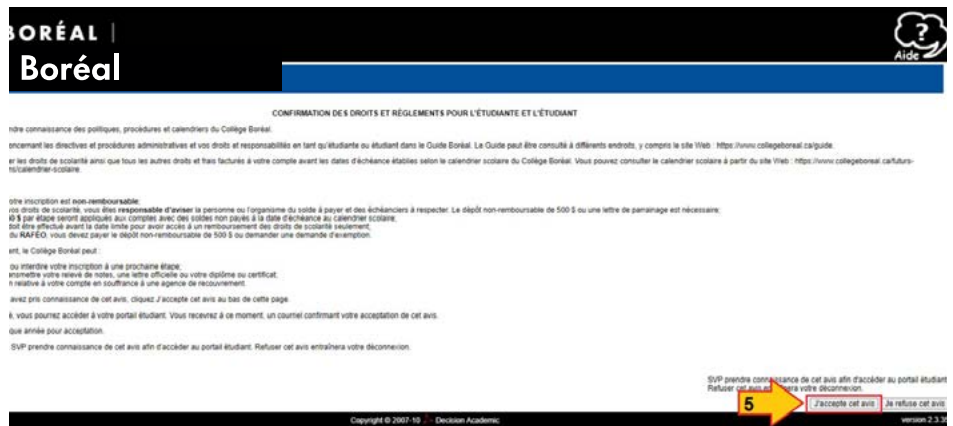 BORÉAL |
Aide
Boréal
CONFIRMATION DES DROITS ET RÈGLEMENTS POUR L'ÉTUDIANTE ET L'ÉTUDIANT
ndre connaissance des politiques, procédures et calendriers du Collège Boréal.
oncernant les directives et procédures administratives et vos droits et responsabilités en tant qu'étudiante ou étudiant dans le Guide Boréal. Le Guide peut être consulté à différents endroits, y compris le site Web : https://www.collegeboreal.ca/guide.
er les droits de scolarité ainsi que tous les autres droits et frais facturés à votre compte avant les dates d'échéance établies selon le calendrier scolaire du Collège Boréal. Vous pouvez consulter le calendrier scolaire à partir du site Web : https://www.collegeboreal.ca/futurs-
ns/calendrier-scolaire.
otre inscription est non-remboursable;
vos droits de scolarité, vous êtes responsable d'aviser la personne ou l'organisme du solde à payer et des échéanciers à respecter. Le dépôt non-remboursable de 500 $ ou une lettre de parrainage est nécessaire;
0 $ par étape seront appliqués aux comptes avec des soldes non payés à la date d'échéance au calendrier scolaire;
doit être effectué avant la date limite pour avoir accès à un remboursement des droits de scolarité seulement;
du RAFÉO, vous devez payer le dépôt non-remboursable de 500 $ ou demander une demande d'exemption.
ent, le Collège Boréal peut :
ou interdire votre inscription à une prochaine étape;
ansmettre votre relevé de notes, une lettre officielle ou votre diplôme ou certificat;
n relative à votre compte en souffrance à une agence de recouvrement.
avez pris connaissance de cet avis, cliquez J'accepte cet avis au bas de cette page.
é, vous pourrez accéder à votre portail étudiant. Vous recevrez à ce moment, un courriel confirmant votre acceptation de cet avis.
que année pour acceptation.
SVP prendre connaissance de cet avis afin d'accéder au portail étudiant. Refuser cet avis entraînera votre déconnexion.
SVP prendre connaissance de cet avis afin d'accéder au portail étudiant
Refuser cet avis entraînera votre déconnexion.
5
J'accepte cet avis
Je refuse cet avis
Copyright © 2007-10 Decision Academic
version 2.3.35